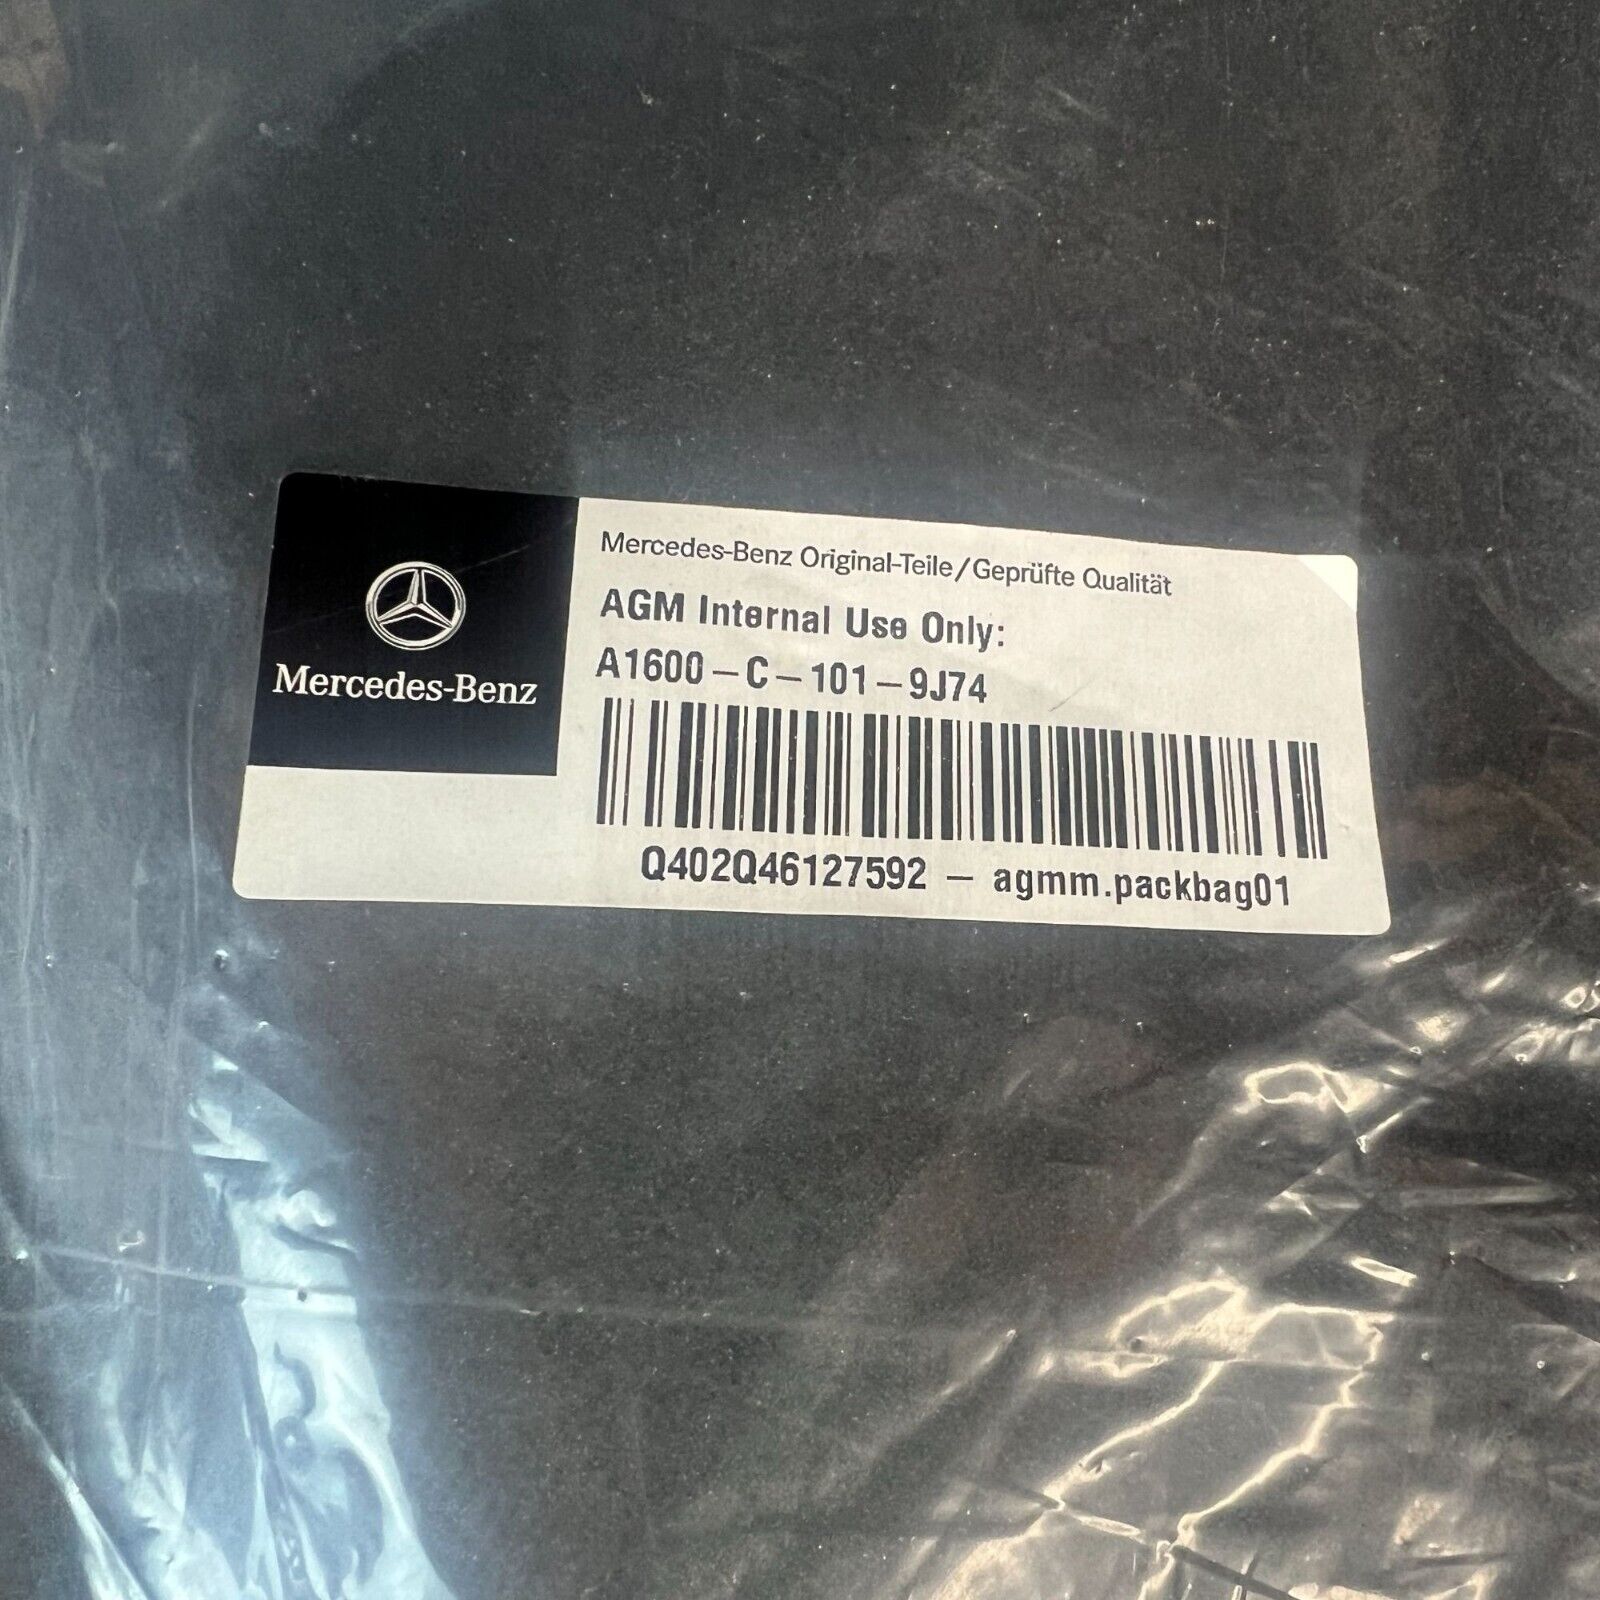 Mercedes-Benz
Mercedes-Benz Original-Teile/Geprüfte Qualität
AGM Internal Use Only:
A1600-C-101-9J74
Q402Q46127592 - agmm.packbag01